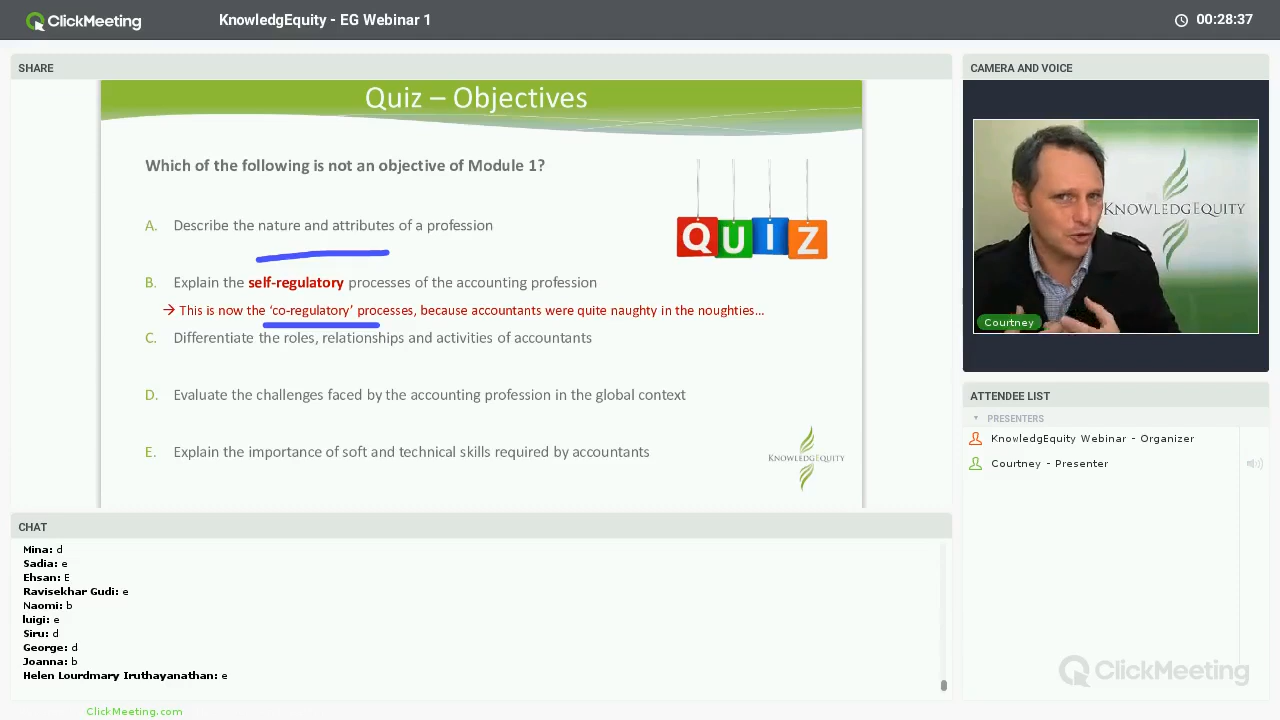 ClickMeeting
KnowledgEquity - EG Webinar 1
00:28:37
SHARE
Quiz – Objectives
Which of the following is not an objective of Module 1?
A. Describe the nature and attributes of a profession
QUIZ
B. Explain the self-regulatory processes of the accounting profession
→ This is now the ‘co-regulatory’ processes, because accountants were quite naughty in the noughties…
C. Differentiate the roles, relationships and activities of accountants
D. Evaluate the challenges faced by the accounting profession in the global context
E. Explain the importance of soft and technical skills required by accountants
KNOWLEDGEQUITY
CAMERA AND VOICE
KNOWLEDGEQUITY
Courtney
ATTENDEE LIST
PRESENTERS
KnowledgEquity Webinar - Organizer
Courtney - Presenter
CHAT
Mina: d
Sadia: e
Ehsan: E
Ravisekhar Gudi: e
Naomi: b
luigi: e
Siru: d
George: d
Joanna: b
Helen Lourdmary Iruthayanathan: e
ClickMeeting
ClickMeeting.com